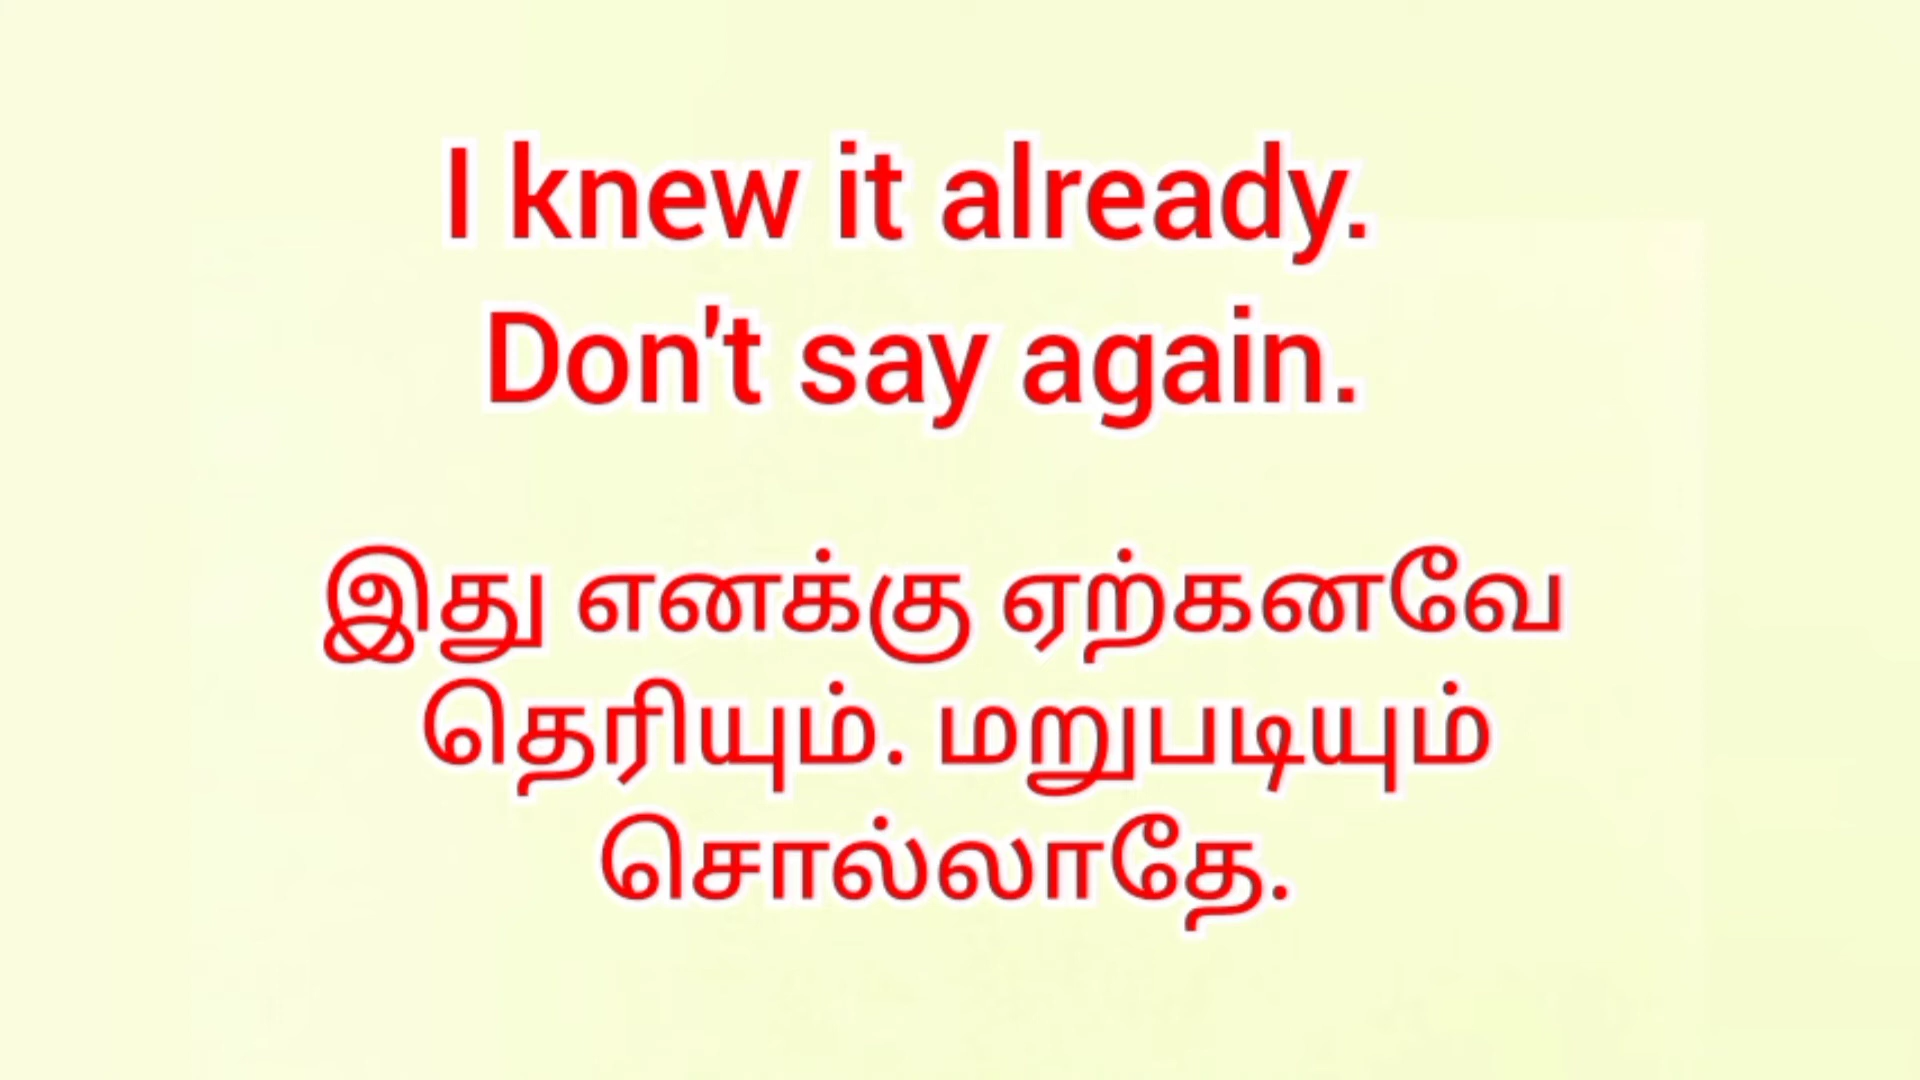 I knew it already.
Don't say again.
இது எனக்கு ஏற்கனவே
தெரியும். மறுபடியும்
சொல்லாதே.